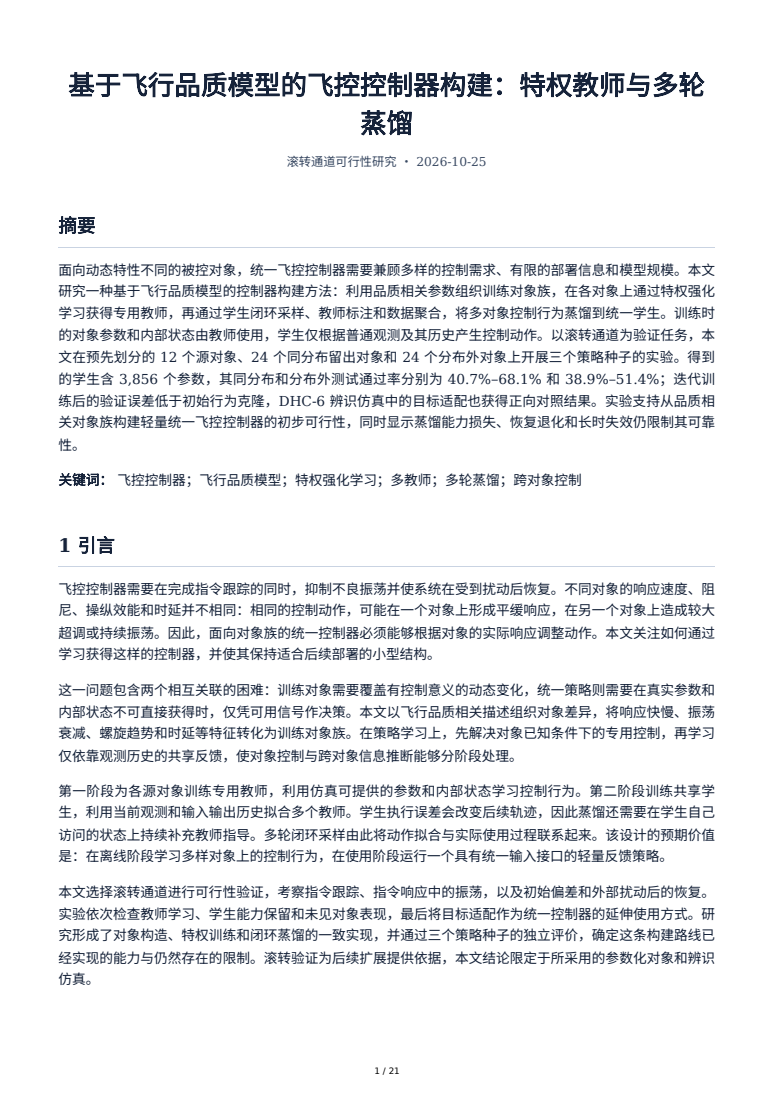 基于飞行品质模型的飞控控制器构建：特权教师与多轮
蒸馏
滚转通道可行性研究 · 2026-10-25
摘要
面向动态特性不同的被控对象，统一飞控控制器需要兼顾多样的控制需求、有限的部署信息和模型规模。本文
研究一种基于飞行品质模型的控制器构建方法：利用品质相关参数组织训练对象族，在各对象上通过特权强化
学习获得专用教师，再通过学生闭环采样、教师标注和数据聚合，将多对象控制行为蒸馏到统一学生。训练时
的对象参数和内部状态由教师使用，学生仅根据普通观测及其历史产生控制动作。以滚转通道为验证任务，本
文在预先划分的 12 个源对象、24 个同分布留出对象和 24 个分布外对象上开展三个策略种子的实验。得到
的学生含 3,856 个参数，其同分布和分布外测试通过率分别为 40.7%–68.1% 和 38.9%–51.4%；迭代训
练后的验证误差低于初始行为克隆，DHC-6 辨识仿真中的目标适配也获得正向对照结果。实验支持从品质相
关对象族构建轻量统一飞控控制器的初步可行性，同时显示蒸馏能力损失、恢复退化和长时失效仍限制其可靠
性。
关键词： 飞控控制器；飞行品质模型；特权强化学习；多教师；多轮蒸馏；跨对象控制
1 引言
飞控控制器需要在完成指令跟踪的同时，抑制不良振荡并使系统在受到扰动后恢复。不同对象的响应速度、阻
尼、操纵效能和时延并不相同：相同的控制动作，可能在一个对象上形成平缓响应，在另一个对象上造成较大
超调或持续振荡。因此，面向对象族的统一控制器必须能够根据对象的实际响应调整动作。本文关注如何通过
学习获得这样的控制器，并使其保持适合后续部署的小型结构。
这一问题包含两个相互关联的困难：训练对象需要覆盖有控制意义的动态变化，统一策略则需要在真实参数和
内部状态不可直接获得时，仅凭可用信号作决策。本文以飞行品质相关描述组织对象差异，将响应快慢、振荡
衰减、螺旋趋势和时延等特征转化为训练对象族。在策略学习上，先解决对象已知条件下的专用控制，再学习
仅依靠观测历史的共享反馈，使对象控制与跨对象信息推断能够分阶段处理。
第一阶段为各源对象训练专用教师，利用仿真可提供的参数和内部状态学习控制行为。第二阶段训练共享学
生，利用当前观测和输入输出历史拟合多个教师。学生执行误差会改变后续轨迹，因此蒸馏还需要在学生自己
访问的状态上持续补充教师指导。多轮闭环采样由此将动作拟合与实际使用过程联系起来。该设计的预期价值
是：在离线阶段学习多样对象上的控制行为，在使用阶段运行一个具有统一输入接口的轻量反馈策略。
本文选择滚转通道进行可行性验证，考察指令跟踪、指令响应中的振荡，以及初始偏差和外部扰动后的恢复。
实验依次检查教师学习、学生能力保留和未见对象表现，最后将目标适配作为统一控制器的延伸使用方式。研
究形成了对象构造、特权训练和闭环蒸馏的一致实现，并通过三个策略种子的独立评价，确定这条构建路线已
经实现的能力与仍然存在的限制。滚转验证为后续扩展提供依据，本文结论限定于所采用的参数化对象和辨识
仿真。
1 / 21